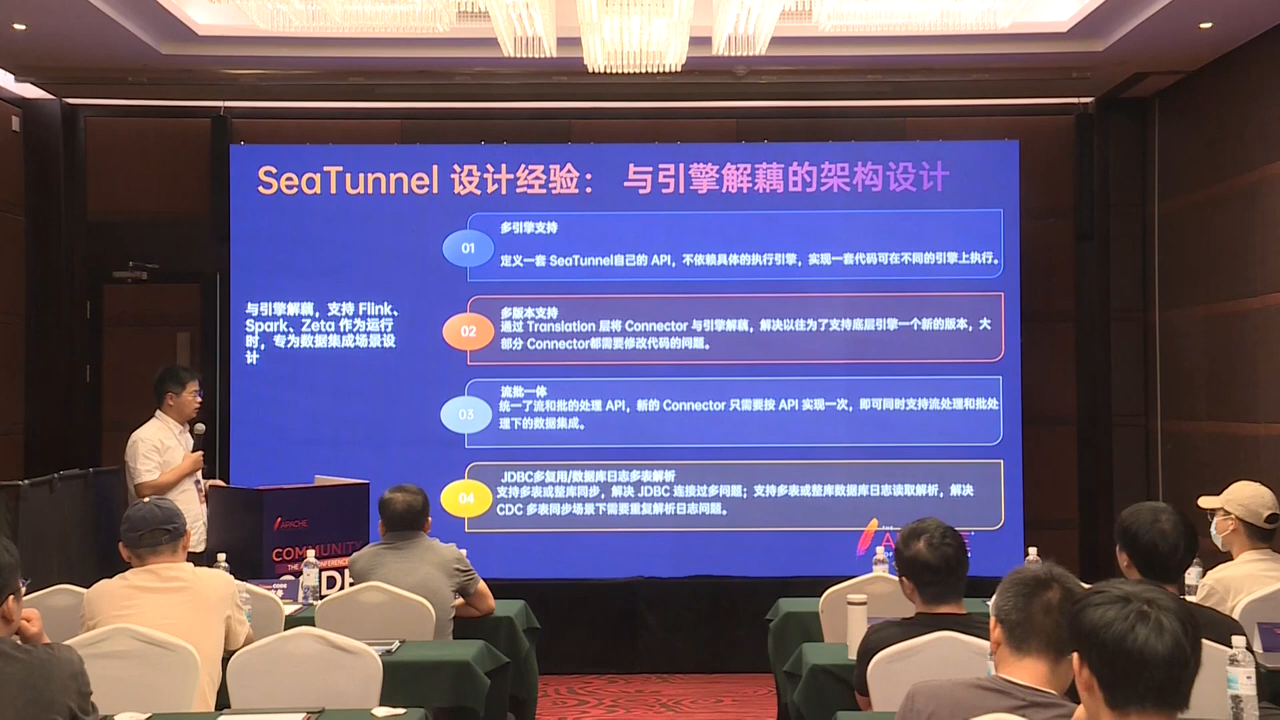 SeaTunnel 设计经验： 与引擎解藕的架构设计
与引擎解藕，支持 Flink、
Spark、Zeta 作为运行
时，专为数据集成场景设
计
01
多引擎支持
定义一套 SeaTunnel自己的 API，不依赖具体的执行引擎，实现一套代码可在不同的引擎上执行。
02
多版本支持
通过 Translation 层将 Connector 与引擎解藕，解决以往为了支持底层引擎一个新的版本，大
部分 Connector都需要修改代码的问题。
03
流批一体
统一了流和批的处理 API，新的 Connector 只需要按 API 实现一次，即可同时支持流处理和批处
理下的数据集成。
04
JDBC多复用/数据库日志多表解析
支持多表或整库同步，解决 JDBC 连接过多问题；支持多表或整库数据库日志读取解析，解决
CDC 多表同步场景下需要重复解析日志问题。
APACHE
COMMUNITY